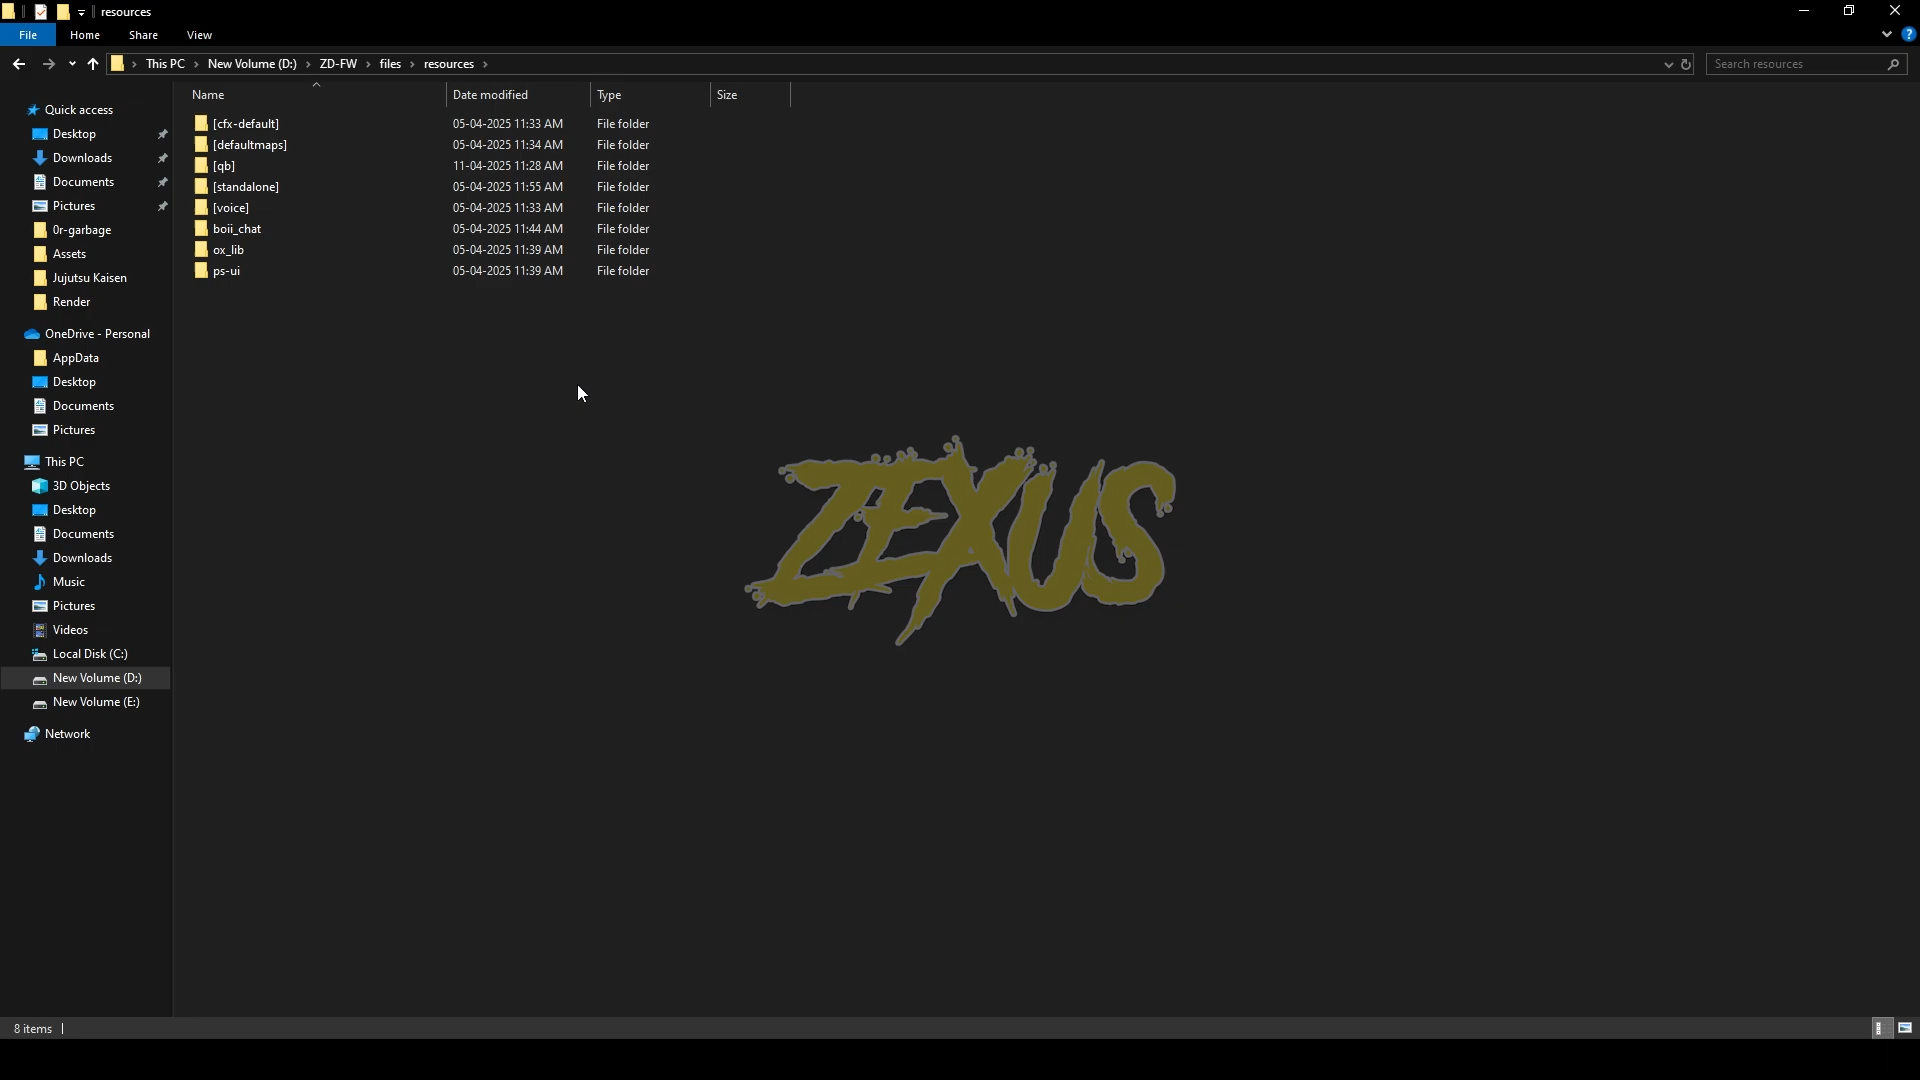 resources
File Home Share View
This PC New Volume (D:) ZD-FW files resources
Search resources
Name Date modified Type Size
[cfx-default] 05-04-2025 11:33 AM File folder
[defaultmaps] 05-04-2025 11:34 AM File folder
[qb] 11-04-2025 11:28 AM File folder
[standalone] 05-04-2025 11:55 AM File folder
[voice] 05-04-2025 11:33 AM File folder
boii_chat 05-04-2025 11:44 AM File folder
ox_lib 05-04-2025 11:39 AM File folder
ps-ui 05-04-2025 11:39 AM File folder
Quick access
Desktop
Downloads
Documents
Pictures
0r-garbage
Assets
Jujutsu Kaisen
Render
OneDrive - Personal
AppData
Desktop
Documents
Pictures
This PC
3D Objects
Desktop
Documents
Downloads
Music
Pictures
Videos
Local Disk (C:)
New Volume (D:)
New Volume (E:)
Network
ZEXUS
8 items